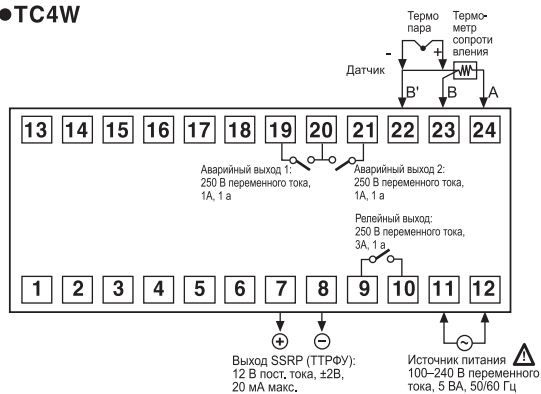 ●TC4W
Термо
пара
Термо-
метр
сопроти
вления
- +
Датчик
B' B A
13 14 15 16 17 18 19 20 21 22 23 24
Аварийный выход 1:
250 В переменного тока,
1А, 1 а
Аварийный выход 2:
250 В переменного тока,
1А, 1 а
Релейный выход:
250 В переменного тока,
3А, 1 а
1 2 3 4 5 6 7 8 9 10 11 12
+ −
Выход SSRP (ТТРФУ):
12 В пост. тока, ±2В,
20 мА макс.
Источник питания
100–240 В переменного
тока, 5 ВА, 50/60 Гц